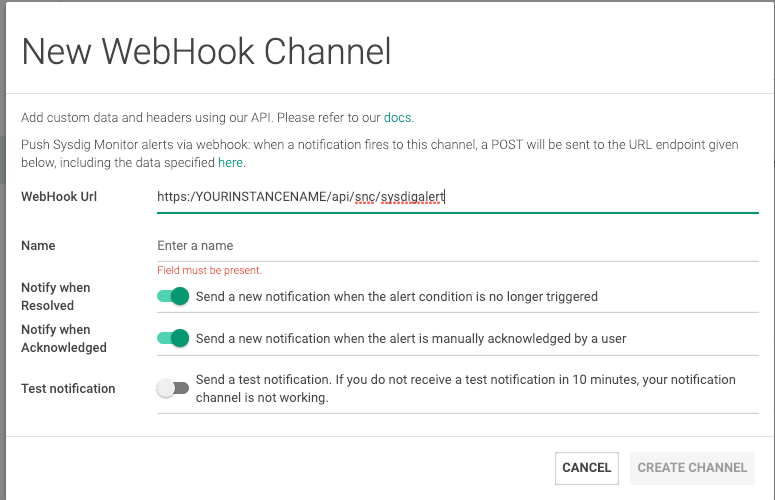 New WebHook Channel
Add custom data and headers using our API. Please refer to our docs.
Push Sysdig Monitor alerts via webhook: when a notification fires to this channel, a POST will be sent to the URL endpoint given
below, including the data specified here.
WebHook Url
https:/YOURINSTANCENAME/api/snc/sysdigalert
Name
Enter a name
Field must be present.
Notify when
Resolved
Send a new notification when the alert condition is no longer triggered
Notify when
Acknowledged
Send a new notification when the alert is manually acknowledged by a user
Test notification
Send a test notification. If you do not receive a test notification in 10 minutes, your notification
channel is not working.
CANCEL
CREATE CHANNEL